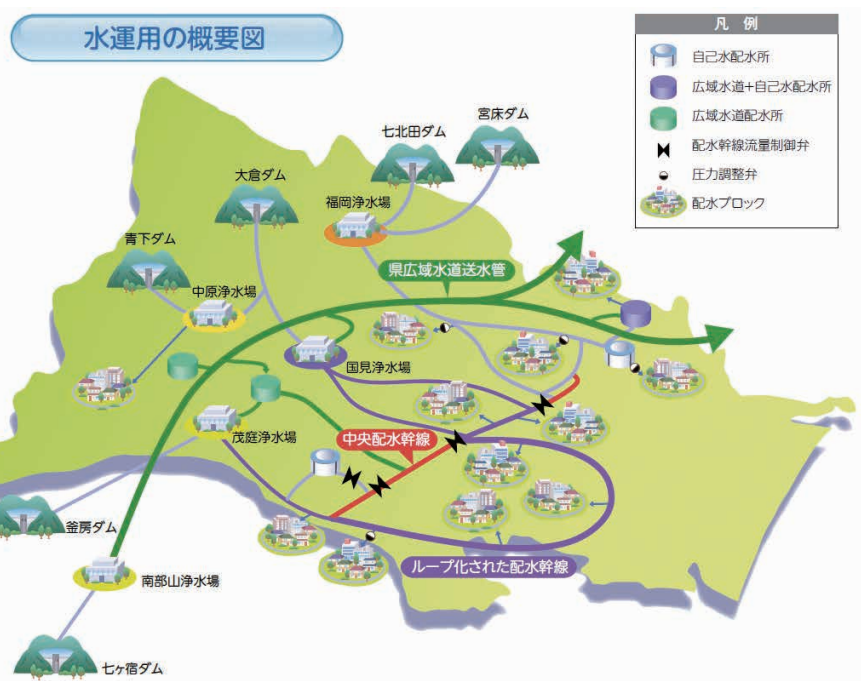 水運用の概要図
凡 例
自己水配水所
広域水道+自己水配水所
広域水道配水所
配水幹線流量制御弁
圧力調整弁
配水ブロック
宮床ダム
七北田ダム
大倉ダム
福岡浄水場
青下ダム
県広域水道送水管
中原浄水場
国見浄水場
茂庭浄水場
中央配水幹線
釜房ダム
ループ化された配水幹線
南部山浄水場
七ヶ宿ダム